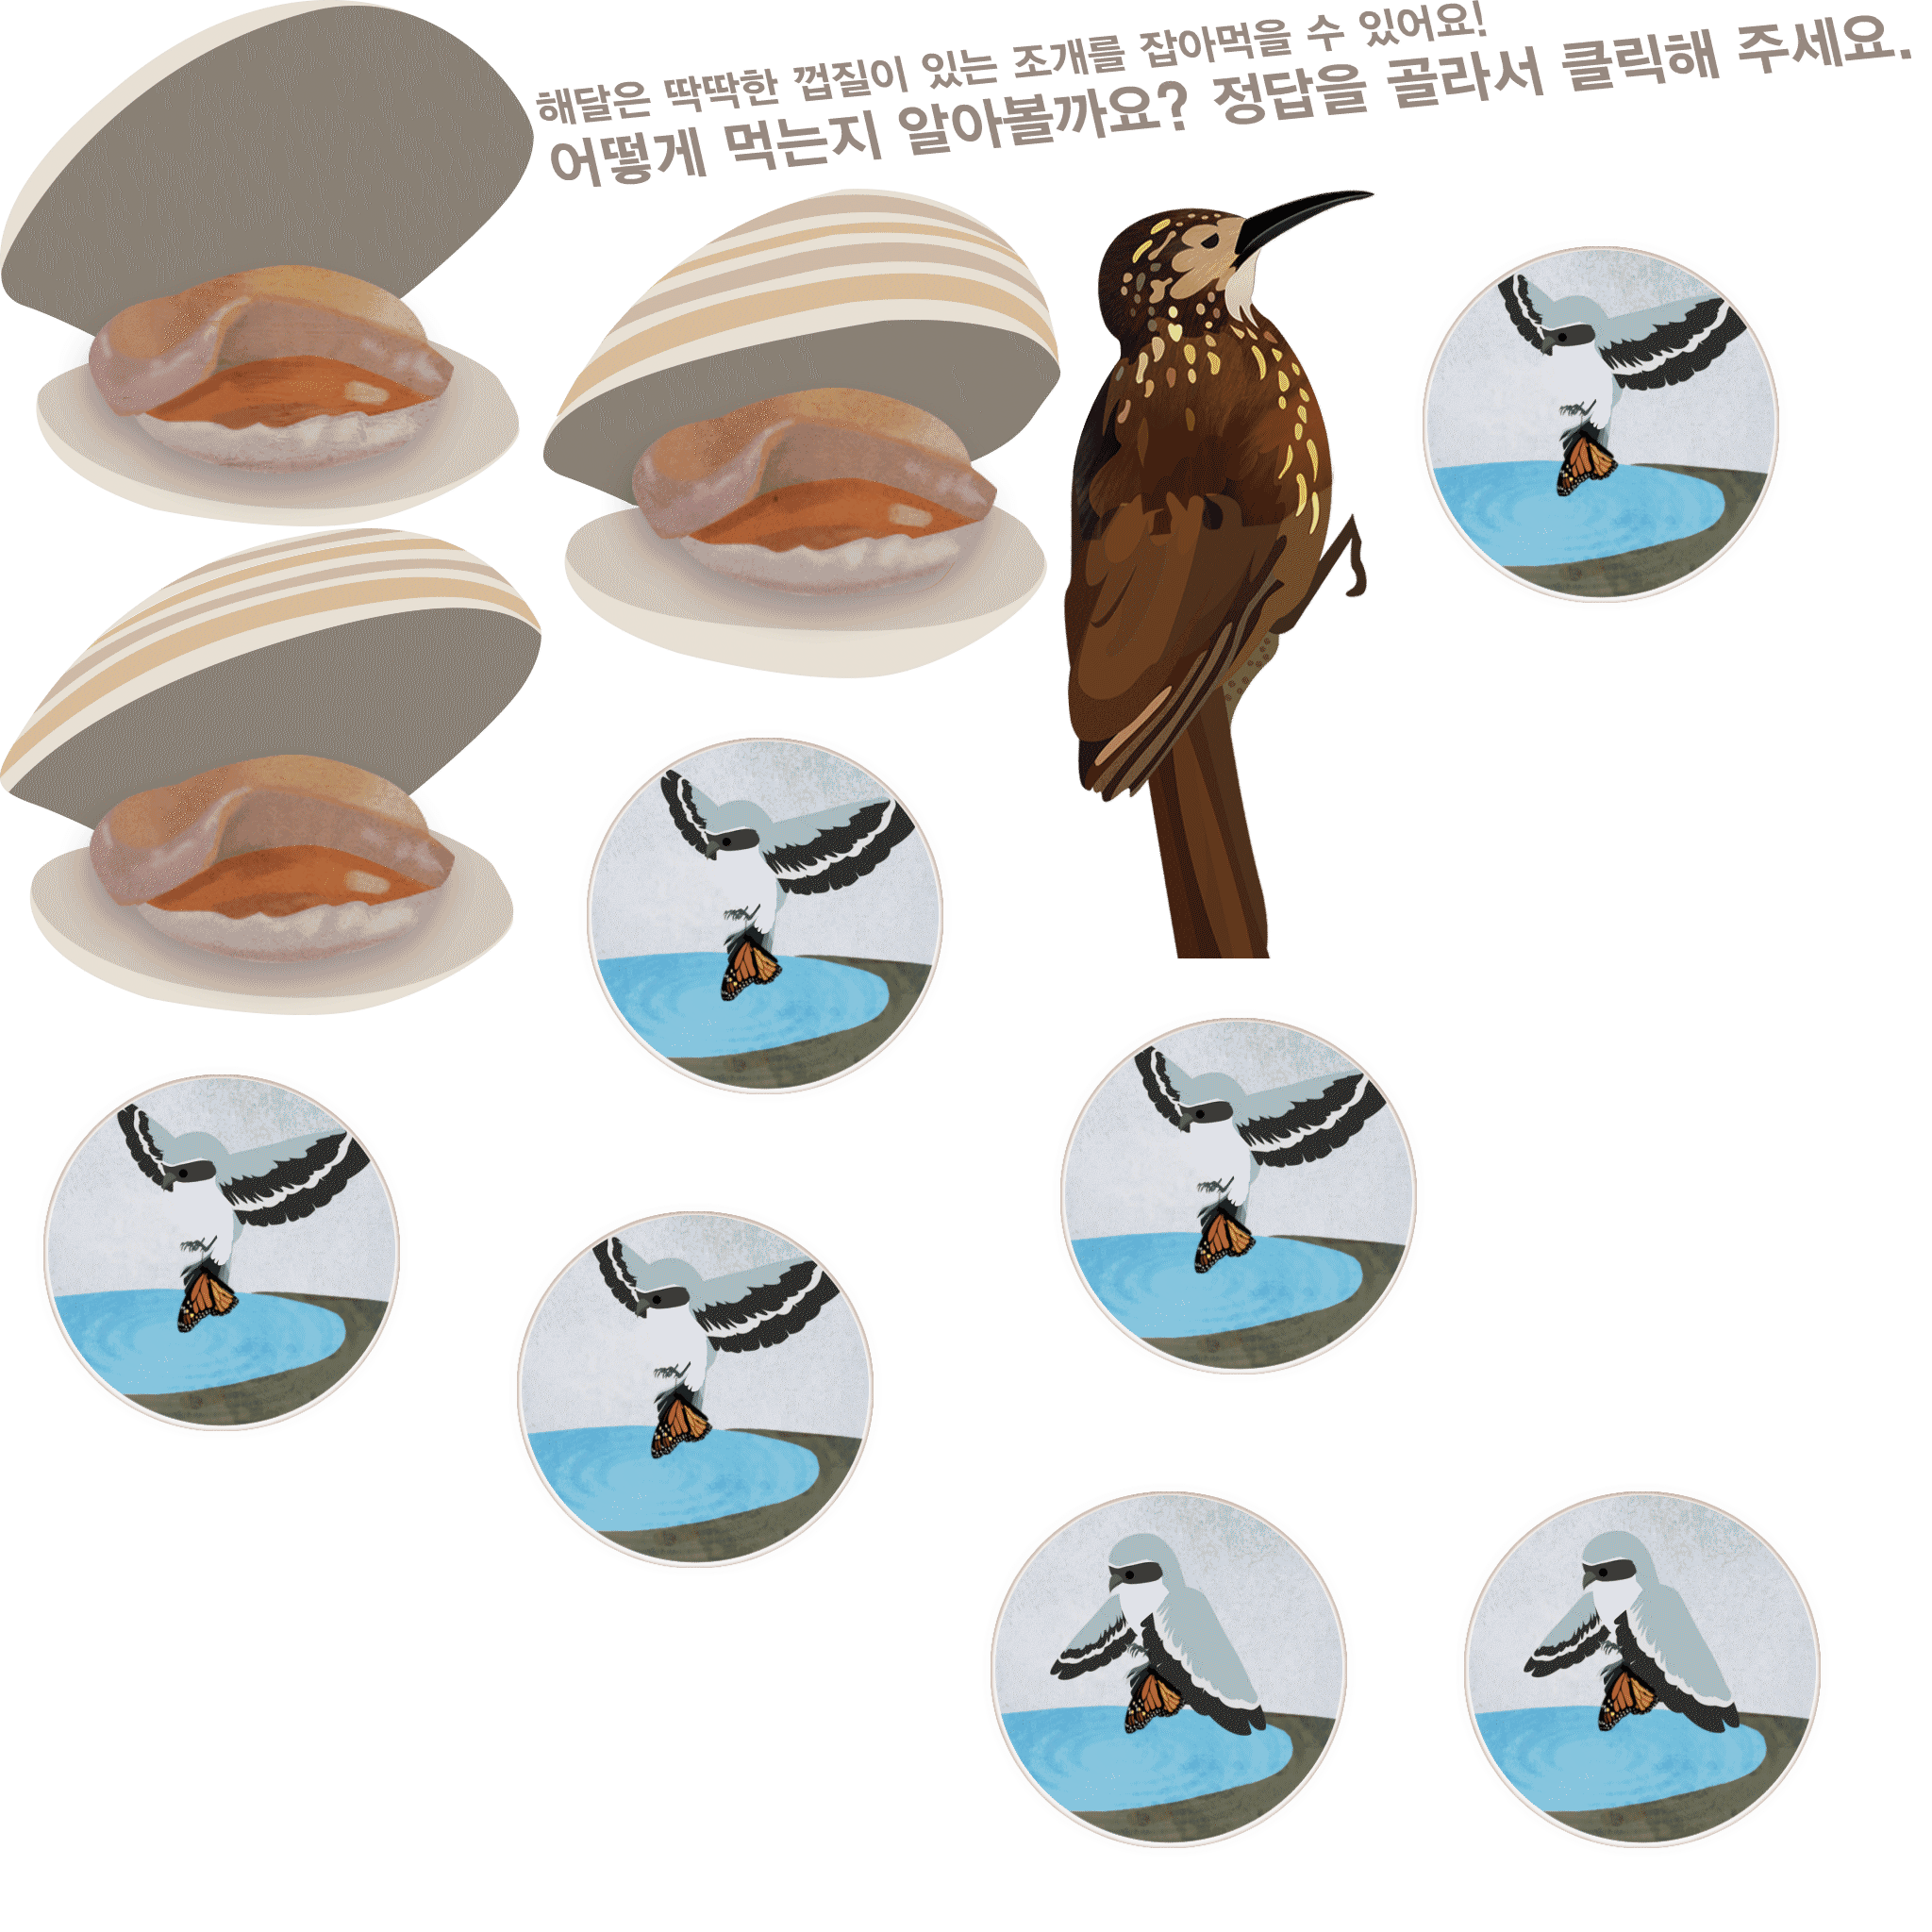 해달은 딱딱한 껍질이 있는 조개를 잡아먹을 수 있어요!
어떻게 먹는지 알아볼까요? 정답을 골라서 클릭해 주세요.